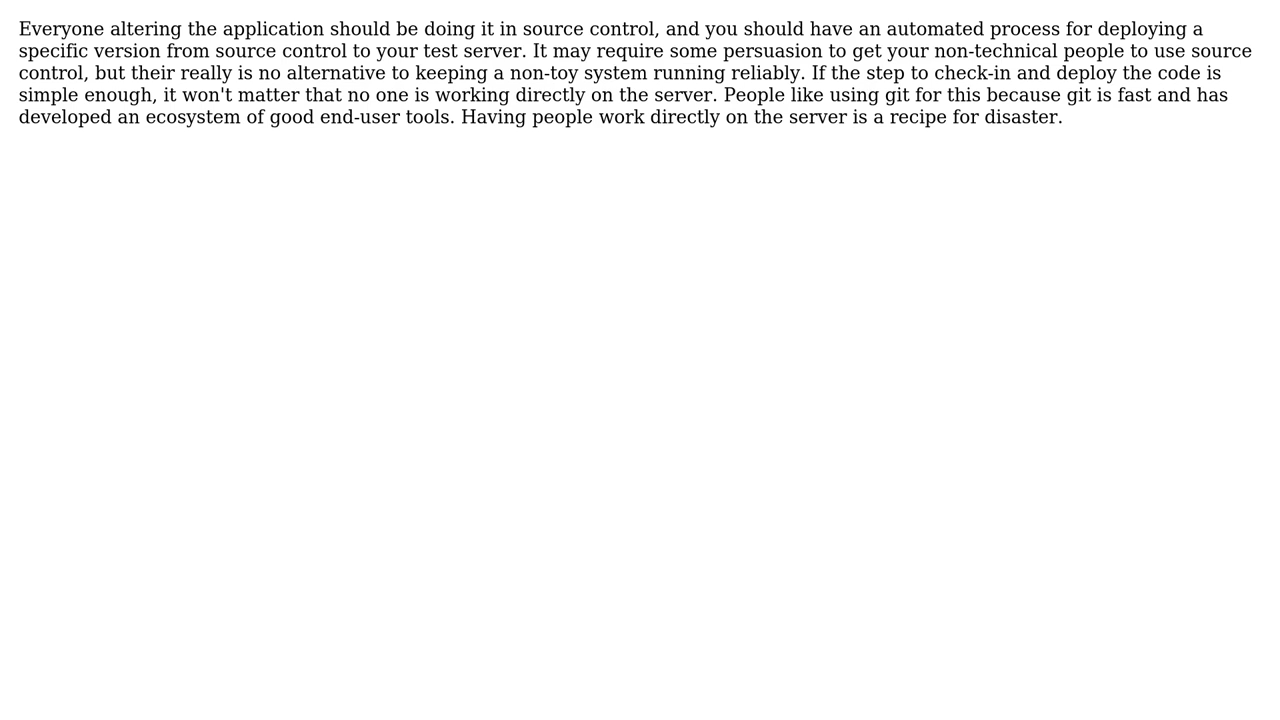 Everyone altering the application should be doing it in source control, and you should have an automated process for deploying a
specific version from source control to your test server. It may require some persuasion to get your non-technical people to use source
control, but their really is no alternative to keeping a non-toy system running reliably. If the step to check-in and deploy the code is
simple enough, it won't matter that no one is working directly on the server. People like using git for this because git is fast and has
developed an ecosystem of good end-user tools. Having people work directly on the server is a recipe for disaster.